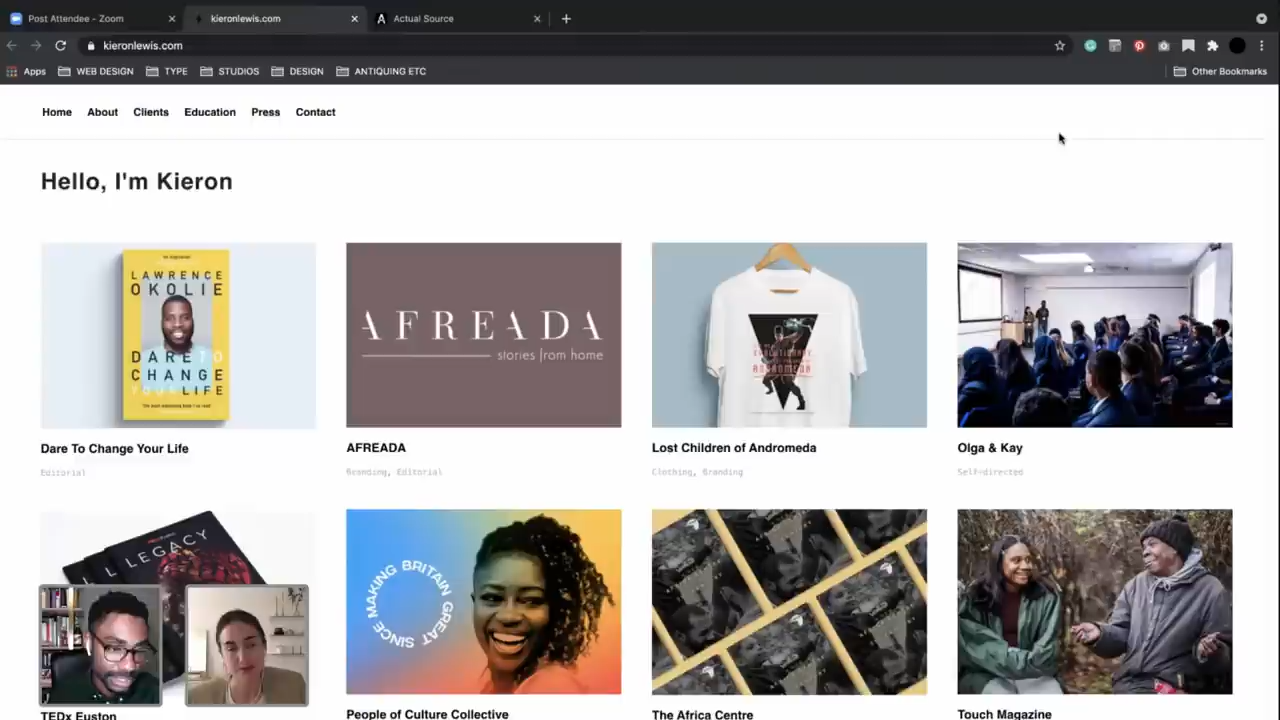 Post Attendee - Zoom
kieronlewis.com
Actual Source
kieronlewis.com
Apps
WEB DESIGN
TYPE
STUDIOS
DESIGN
ANTIQUING ETC
Other Bookmarks
Home
About
Clients
Education
Press
Contact
Hello, I'm Kieron
LAWRENCE
OKOLIE
DARE TO
CHANGE
YOUR LIFE
AFREADA
stories from home
ANDROMEDA
Dare To Change Your Life
AFREADA
Lost Children of Andromeda
Olga & Kay
Editorial
Branding, Editorial
Clothing, Branding
Self-directed
LEGACY
MAKING BRITAIN GREAT SINCE
TEDx Euston
People of Culture Collective
The Africa Centre
Touch Magazine